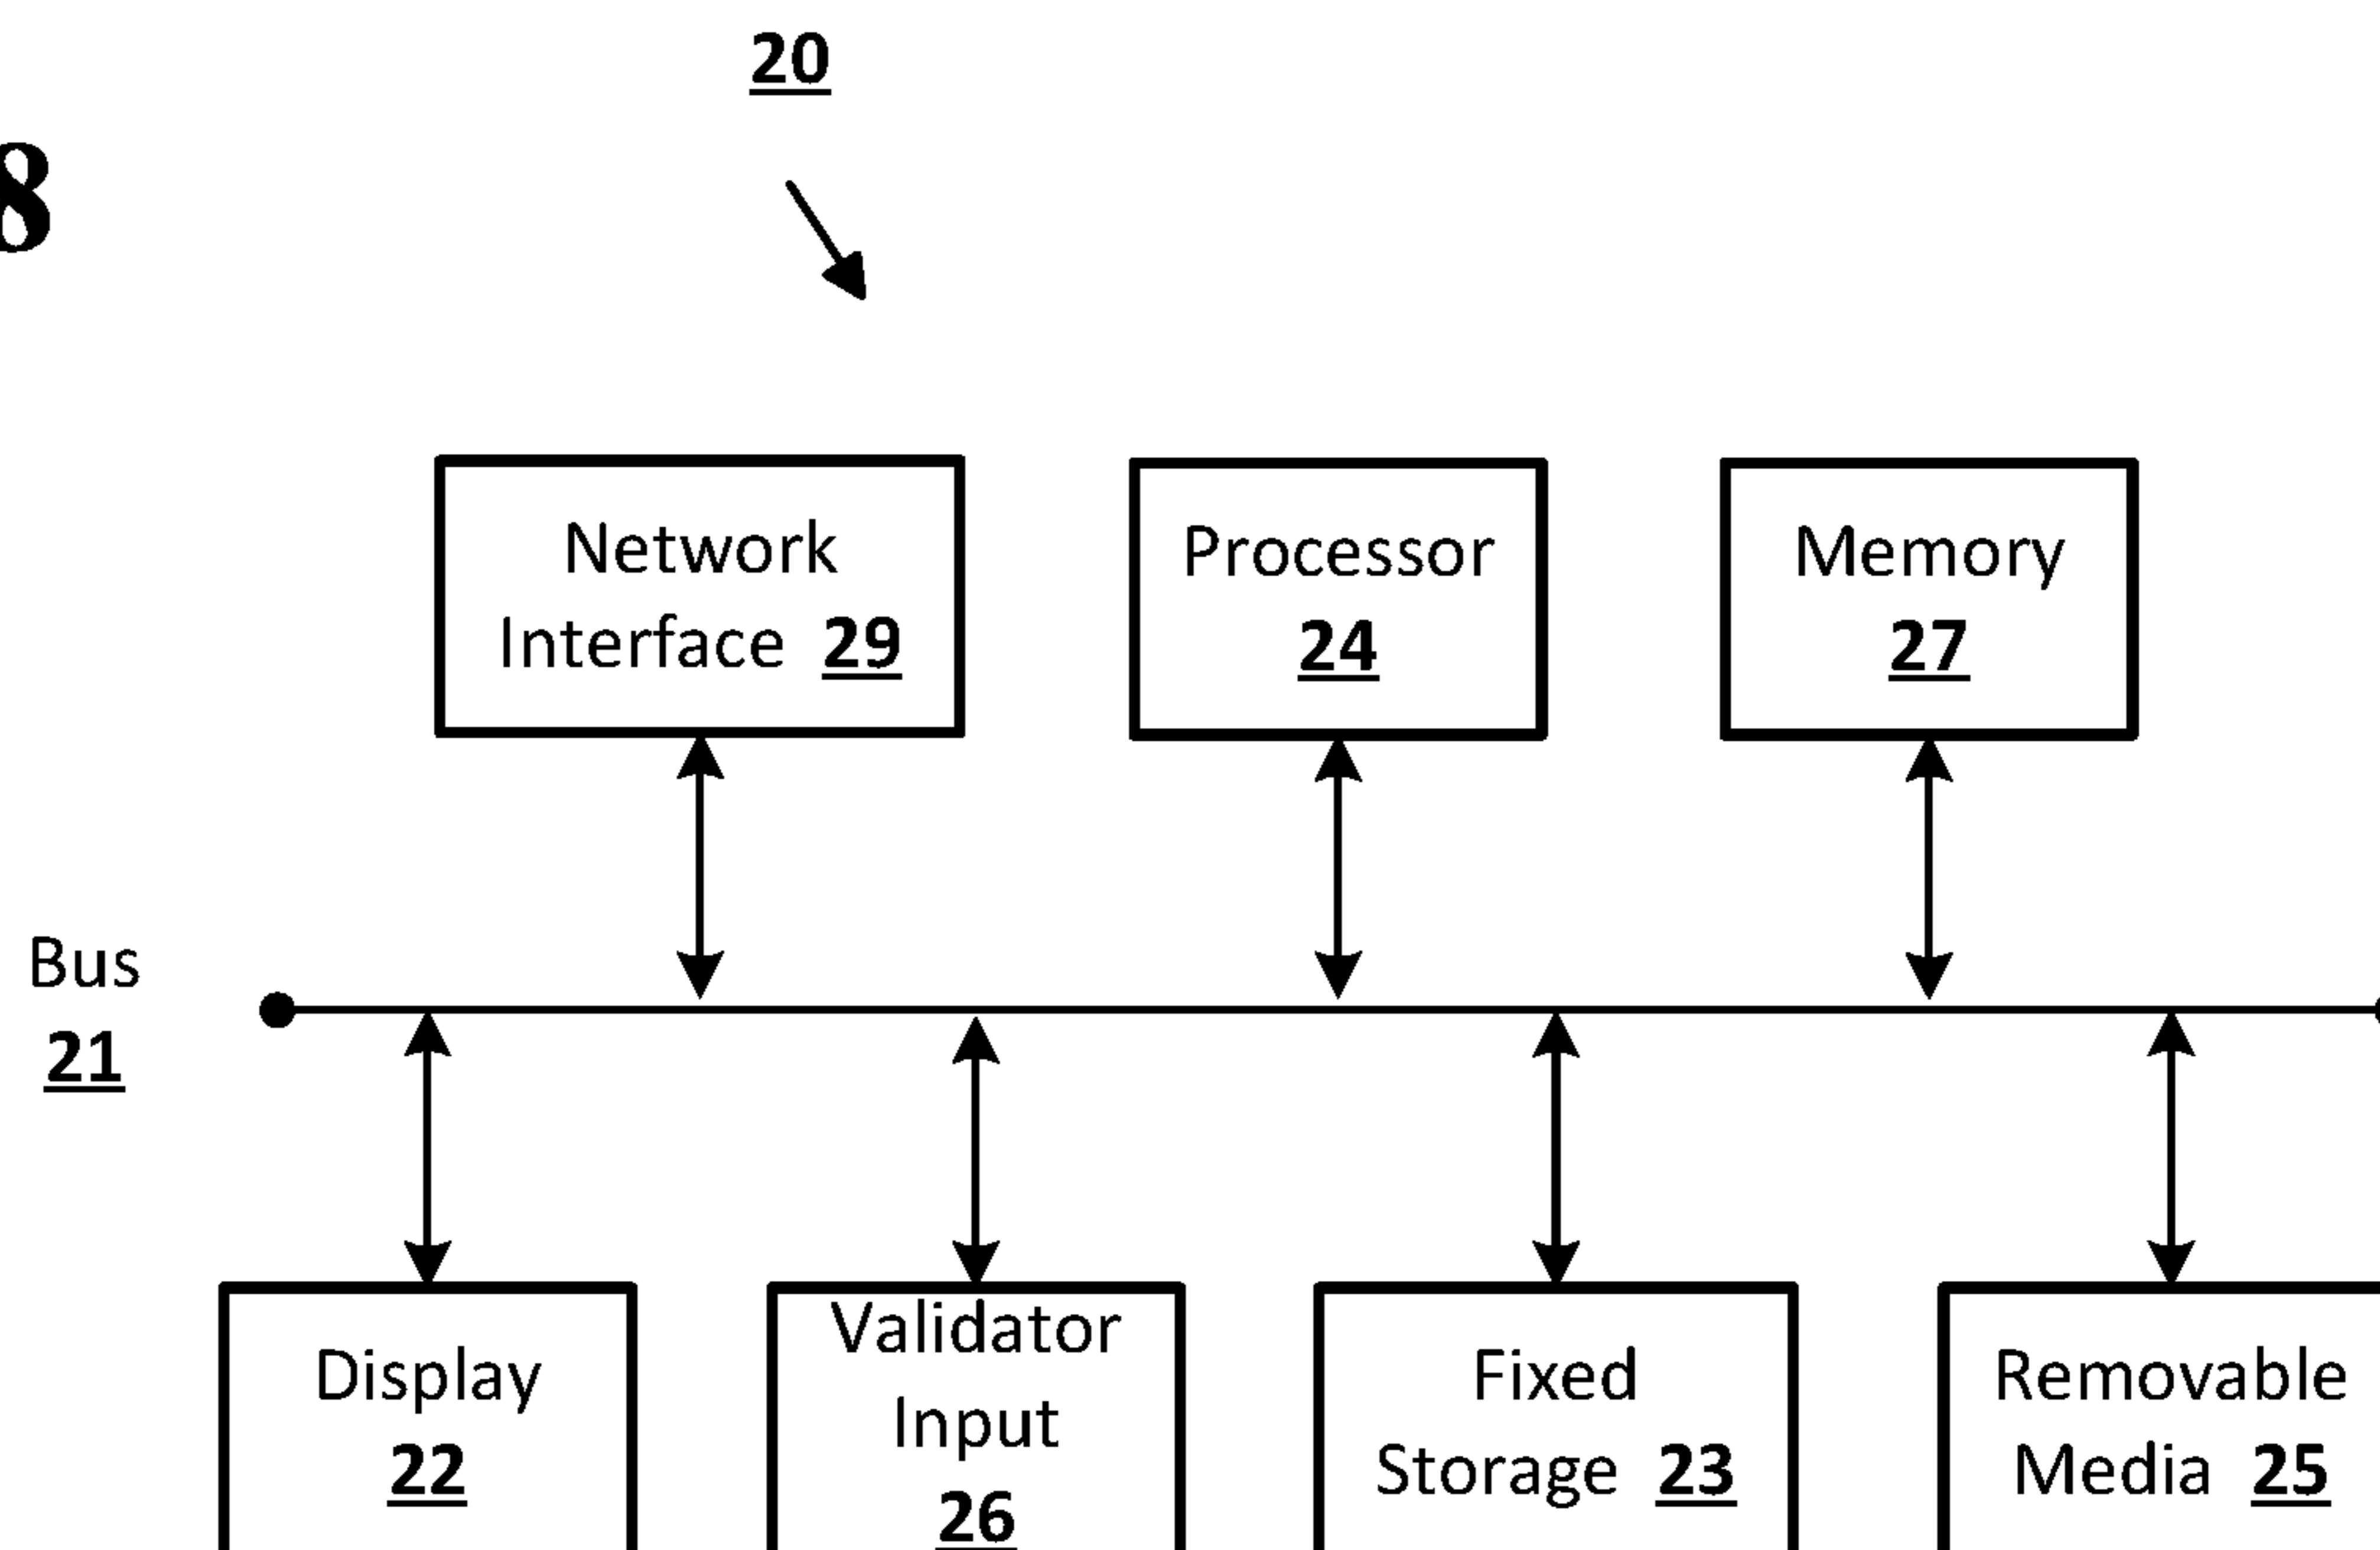 20
8
Network
Interface 29
Processor
24
Memory
27
Bus
21
Display
22
Validator
Input
26
Fixed
Storage 23
Removable
Media 25